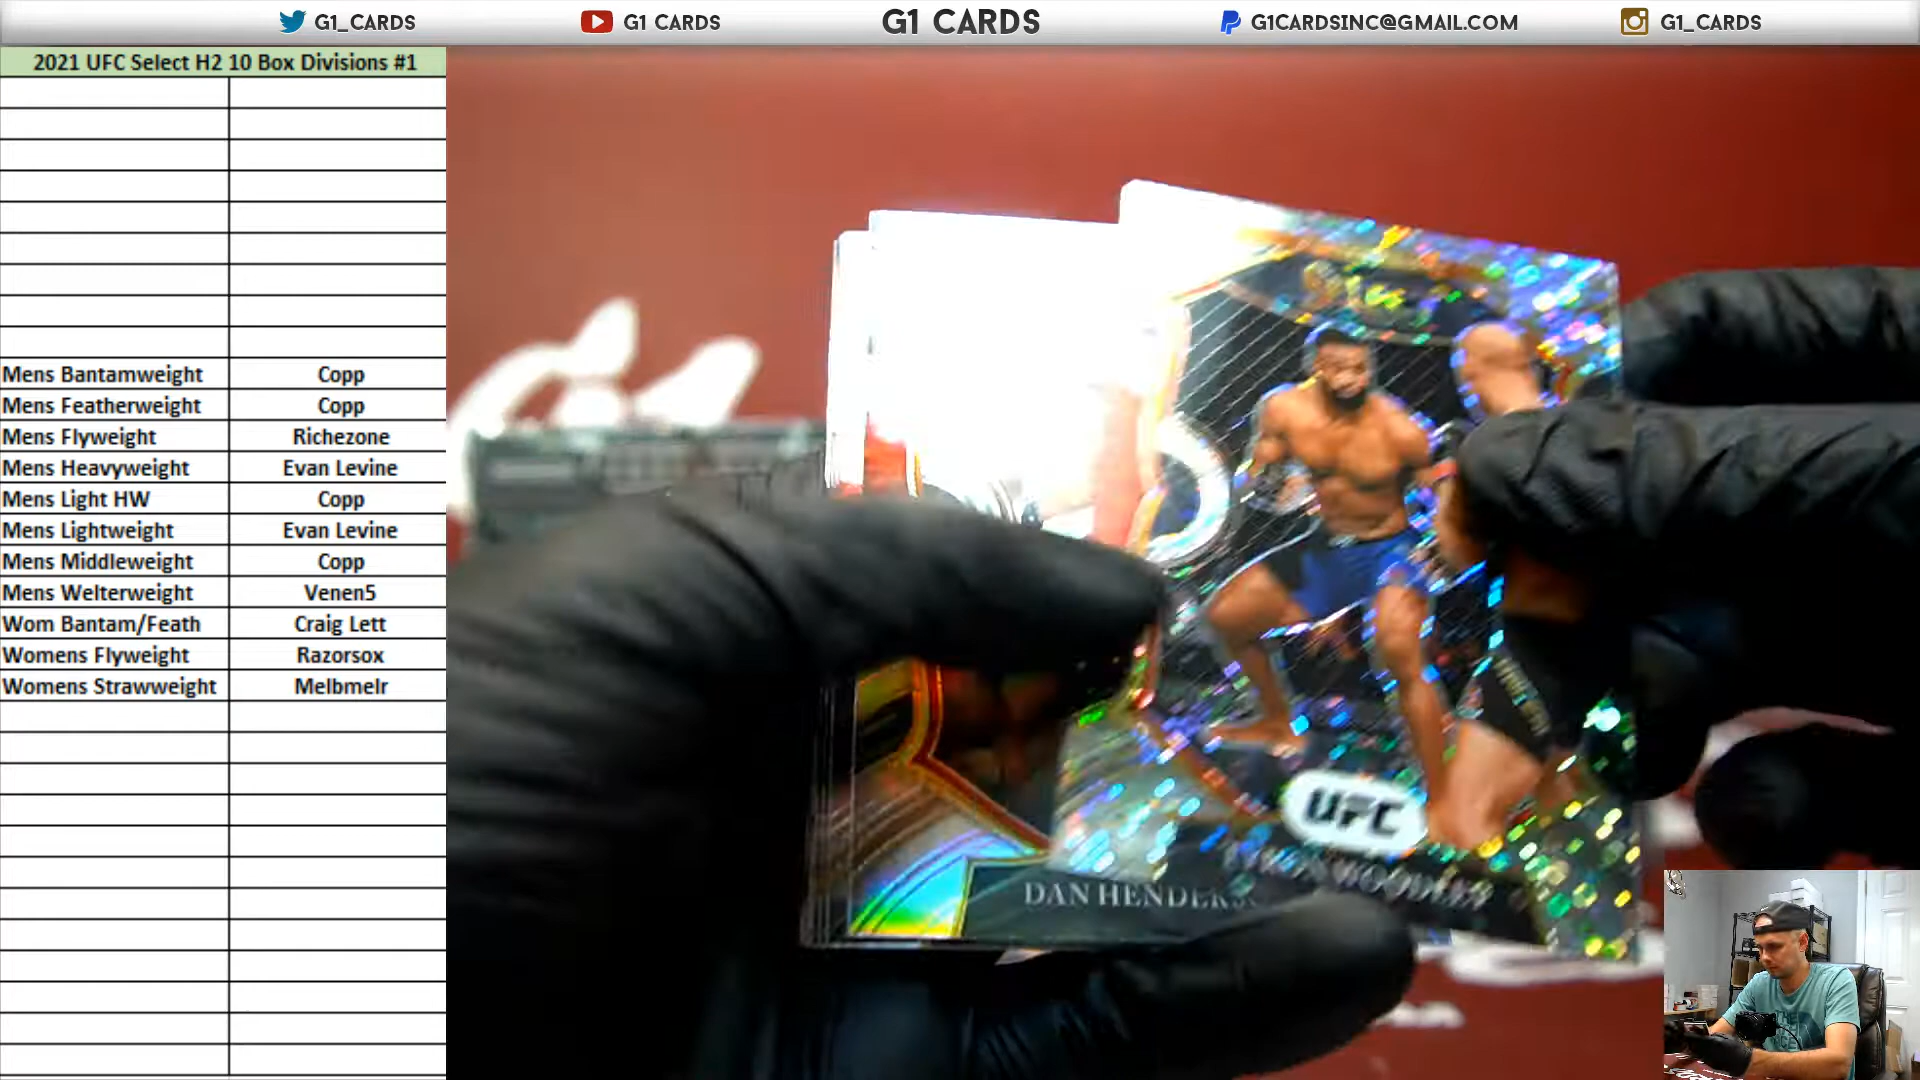 G1_CARDS
G1 CARDS
G1 CARDS
G1CARDSINC@GMAIL.COM
G1_CARDS
2021 UFC Select H2 10 Box Divisions #1
Mens Bantamweight Copp
Mens Featherweight Copp
Mens Flyweight Richezone
Mens Heavyweight Evan Levine
Mens Light HW Copp
Mens Lightweight Evan Levine
Mens Middleweight Copp
Mens Welterweight Venen5
Wom Bantam/Feath Craig Lett
Womens Flyweight Razorsox
Womens Strawweight Melbmelr
UFC
WOODLEY
DAN